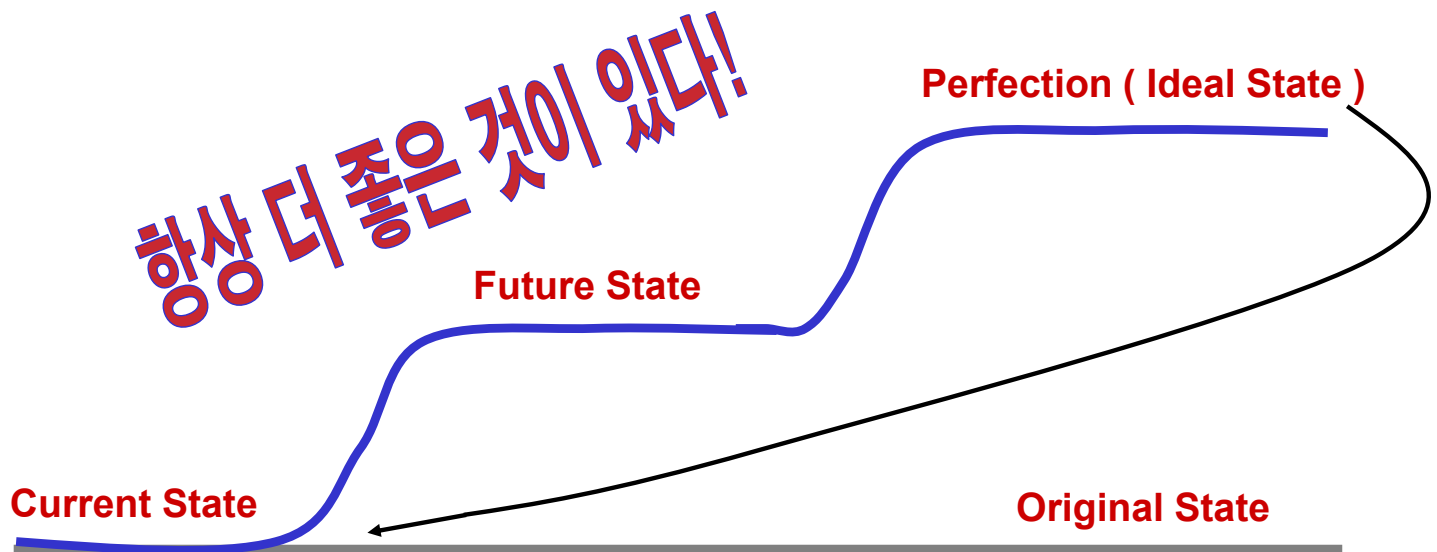 항상 더 좋은 것이 있다!
Perfection ( Ideal State )
Future State
Current State
Original State